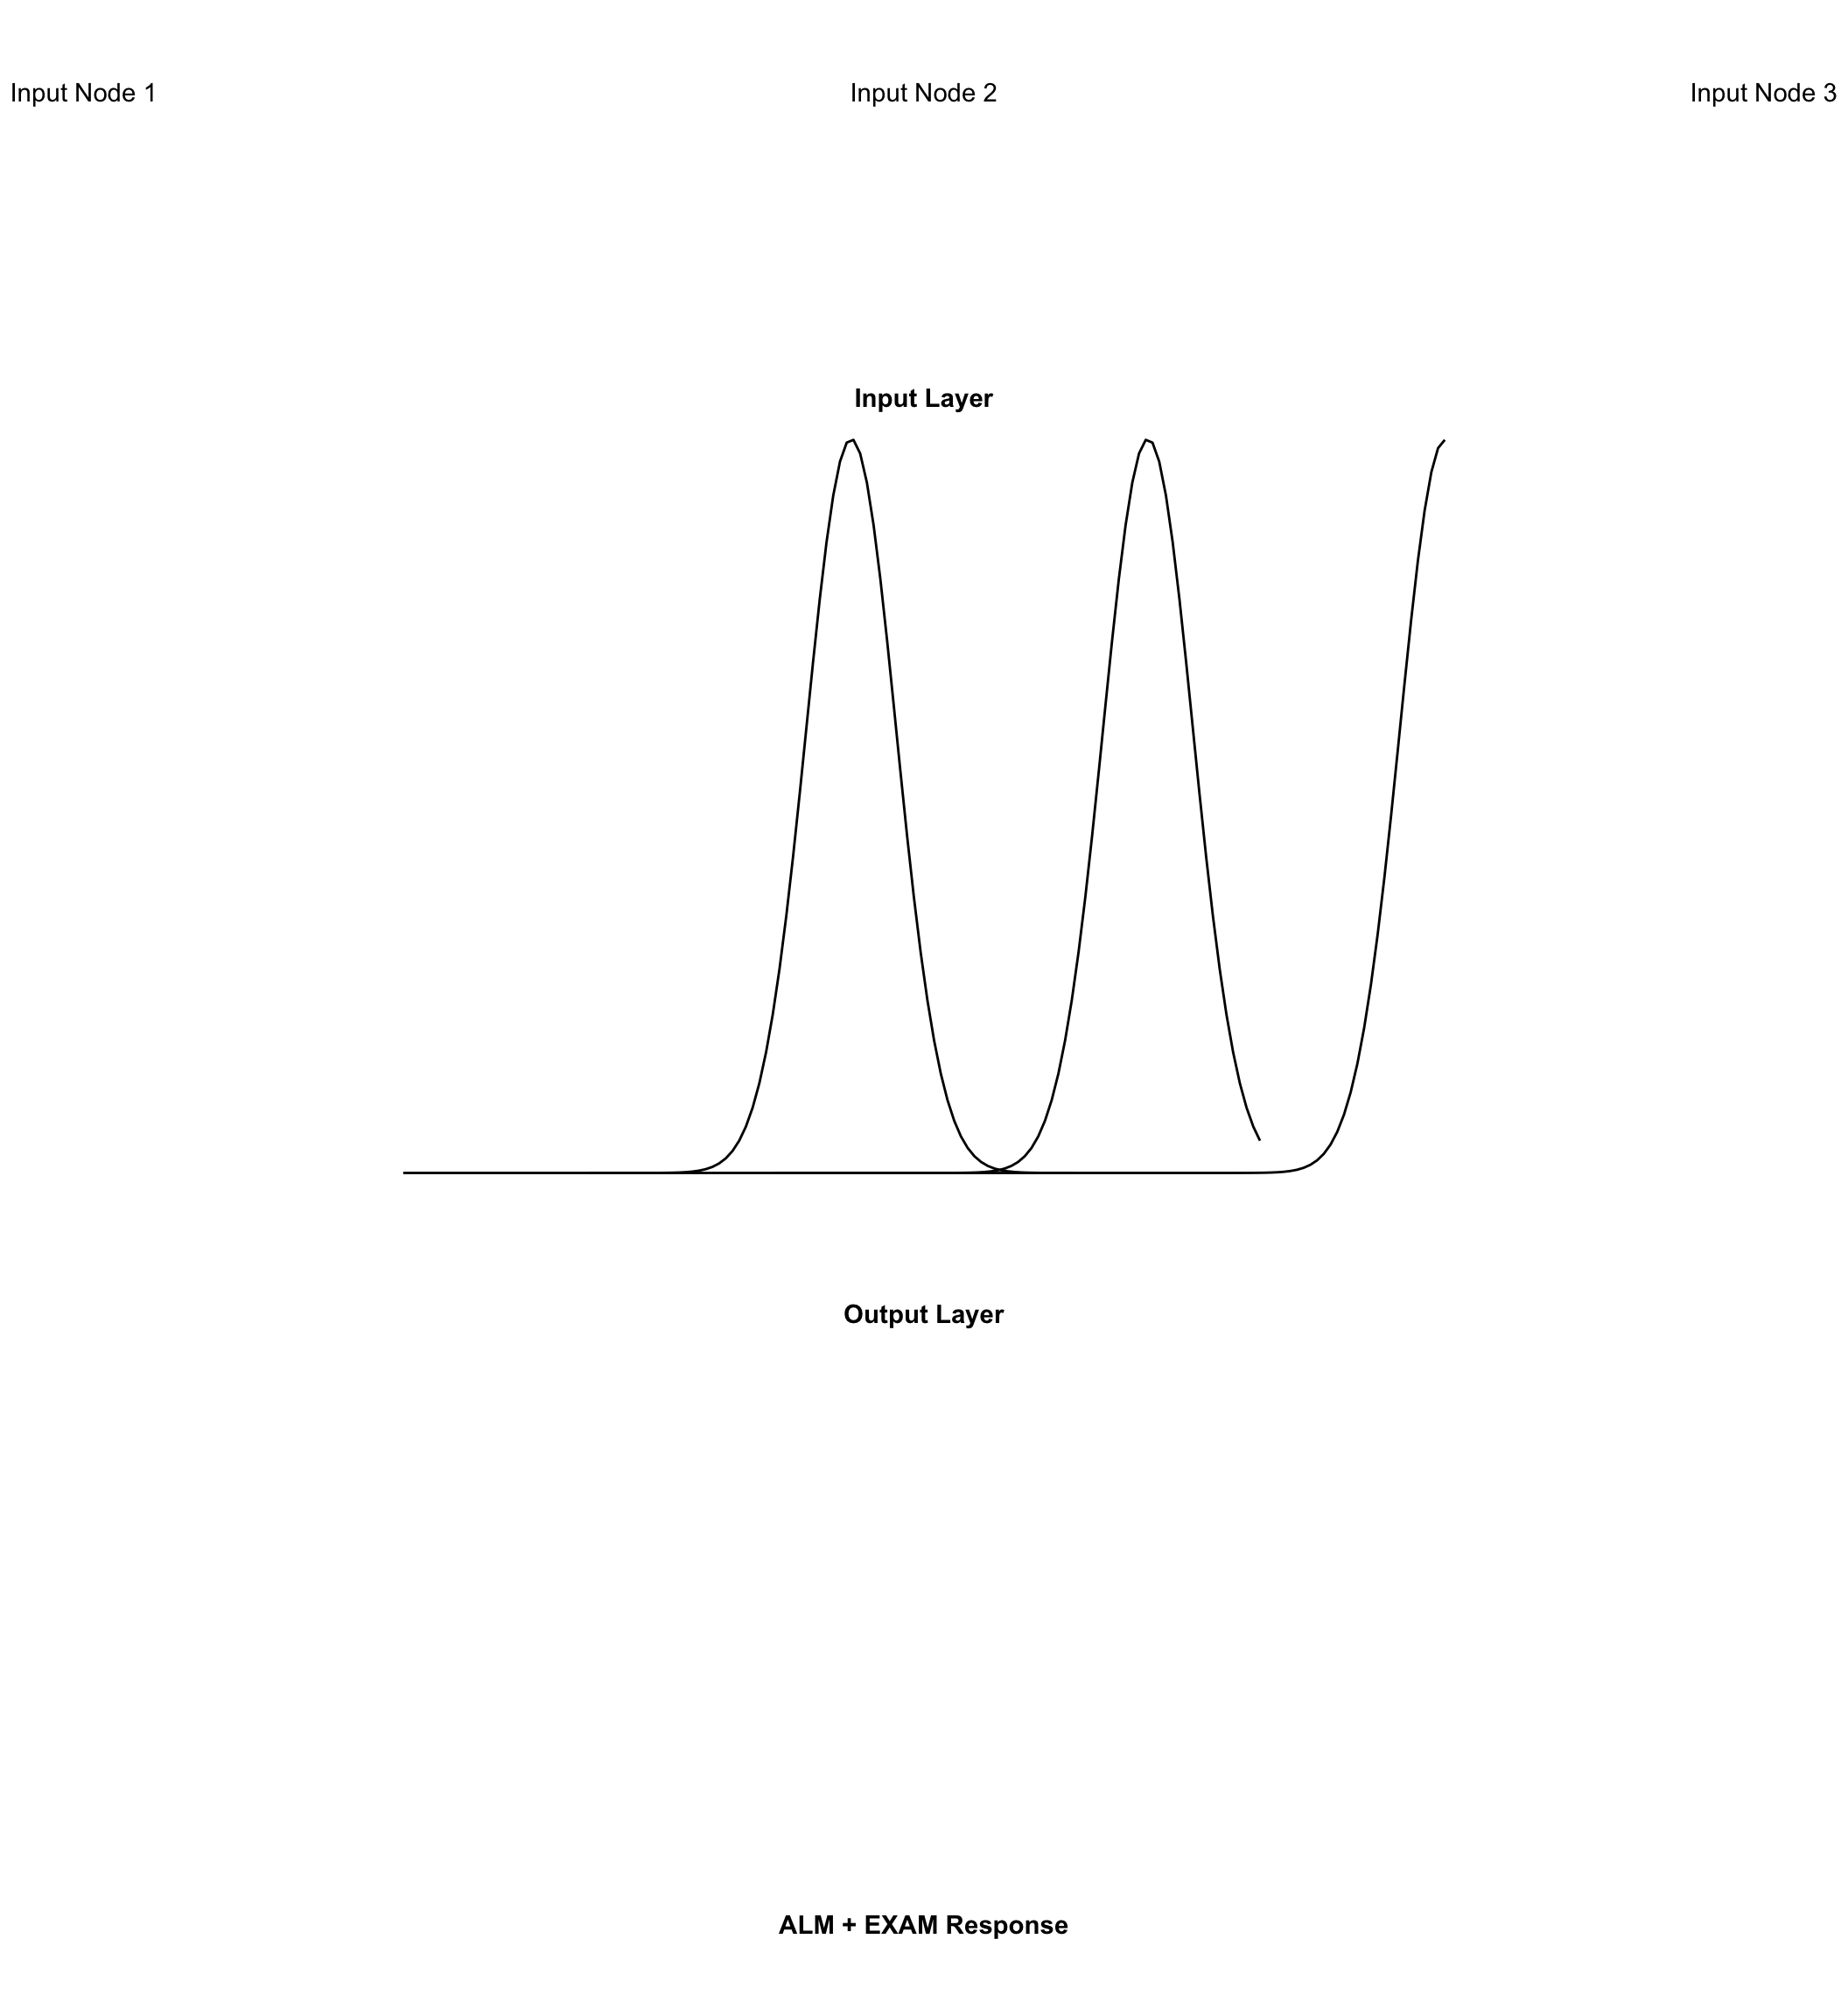 Input Node 1
Input Node 2
Input Node 3
Input Layer
Output Layer
ALM + EXAM Response